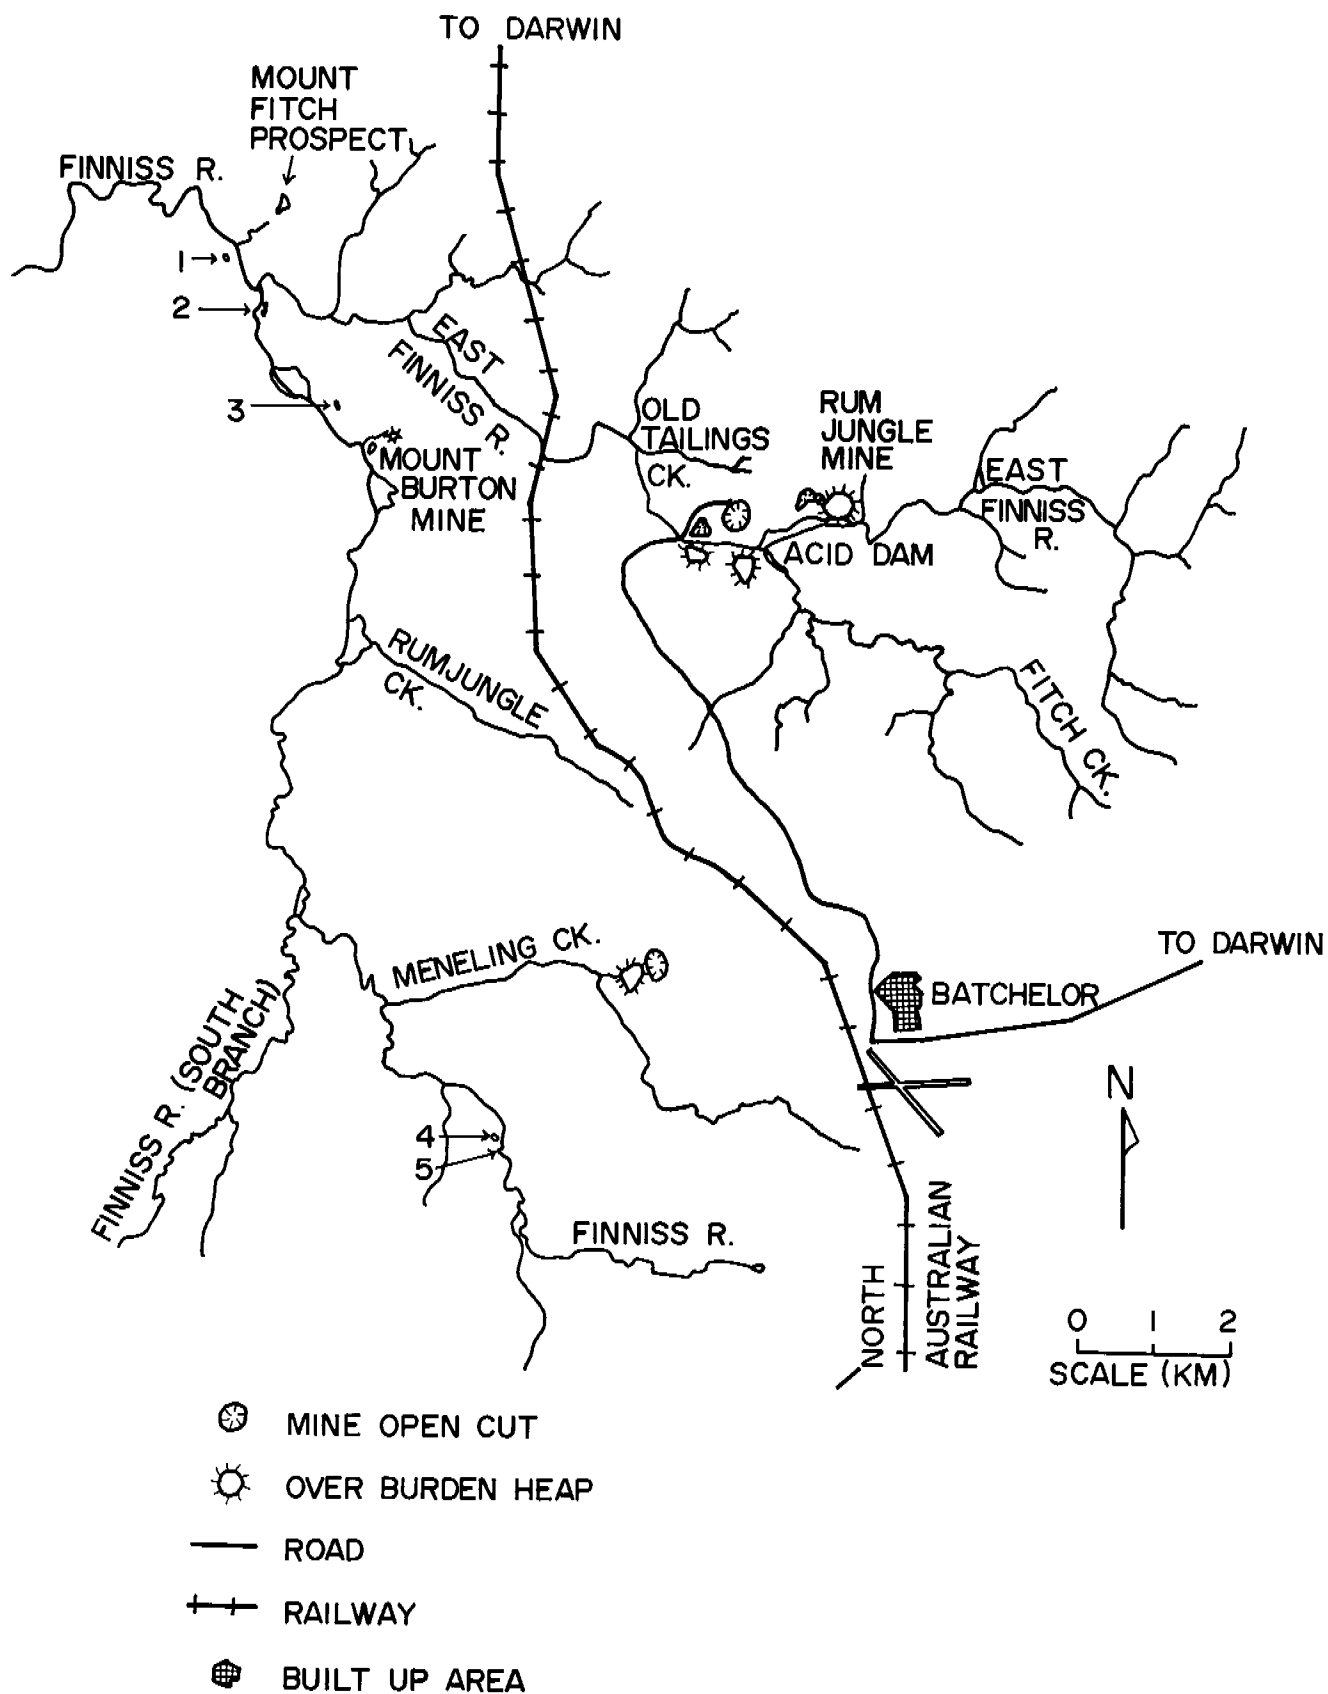 TO DARWIN
MOUNT
FITCH
PROSPECT
FINNISS R.
1
2
3
EAST
FINNISS R.
OLD
TAILINGS
CK.
RUM
JUNGLE
MINE
EAST
FINNISS
R.
MOUNT
BURTON
MINE
ACID DAM
RUMJUNGLE
CK.
FITCH CK.
MENELING CK.
TO DARWIN
BATCHELOR
FINNISS R. (SOUTH
BRANCH)
4
5
FINNISS R.
N
NORTH
AUSTRALIAN
RAILWAY
0 1 2
SCALE (KM)
MINE OPEN CUT
OVER BURDEN HEAP
ROAD
RAILWAY
BUILT UP AREA